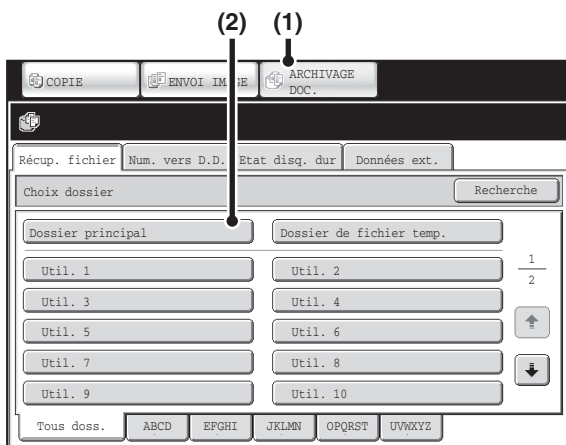 (2) (1)
COPIE ENVOI IMAGE ARCHIVAGE DOC.
Récup. fichier Num. vers D.D. Etat disq. dur Données ext.
Choix dossier Recherche
Dossier principal Dossier de fichier temp.
Util. 1 Util. 2 1
2
Util. 3 Util. 4
Util. 5 Util. 6
Util. 7 Util. 8
Util. 9 Util. 10
Tous doss. ABCD EFGHI JKLMN OPQRST UVWXYZ